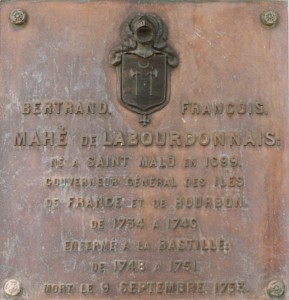 BERTRAND. FRANÇOIS.
MAHÉ DE LABOURDONNAIS.
NÉ A SAINT MALO EN 1699.
GOUVERNEUR GÉNÉRAL DES ILES
DE FRANCE ET DE BOURBON.
DE 1734 A 1746
ENFERMÉ A LA BASTILLE:
DE 1748 A 1751
MORT LE 9 SEPTEMBRE 1753.